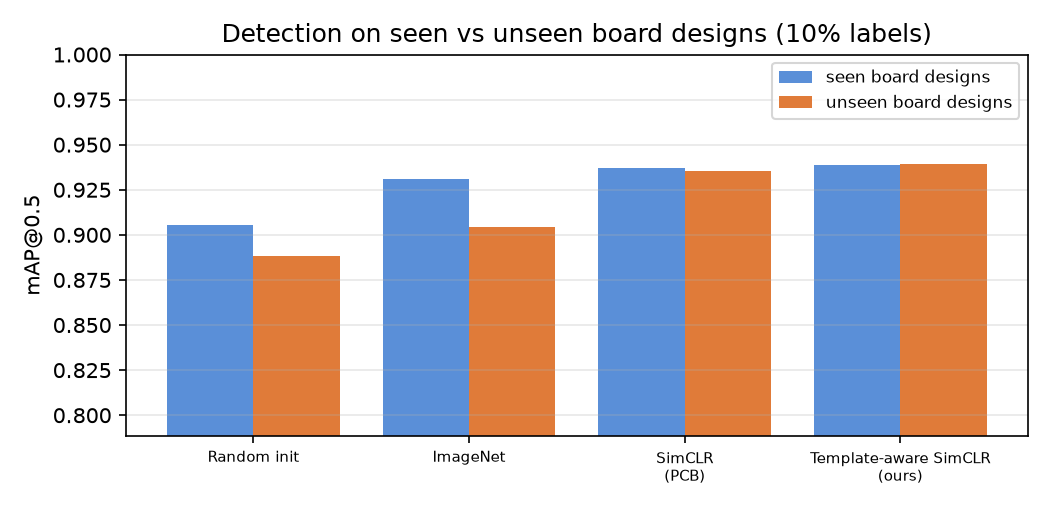 Detection on seen vs unseen board designs (10% labels)
seen board designs
unseen board designs
mAP@0.5
1.000
0.975
0.950
0.925
0.900
0.875
0.850
0.825
0.800
Random init
ImageNet
SimCLR
(PCB)
Template-aware SimCLR
(ours)